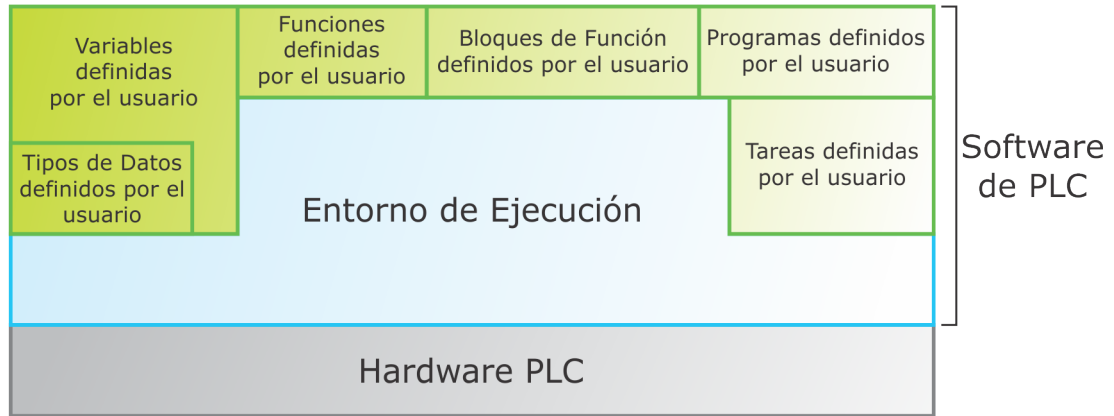 Variables
definidas
por el usuario
Funciones
definidas
por el usuario
Bloques de Función
definidos por el usuario
Programas definidos
por el usuario
Tipos de Datos
definidos por el
usuario
Tareas definidas
por el usuario
Entorno de Ejecución
Software
de PLC
Hardware PLC